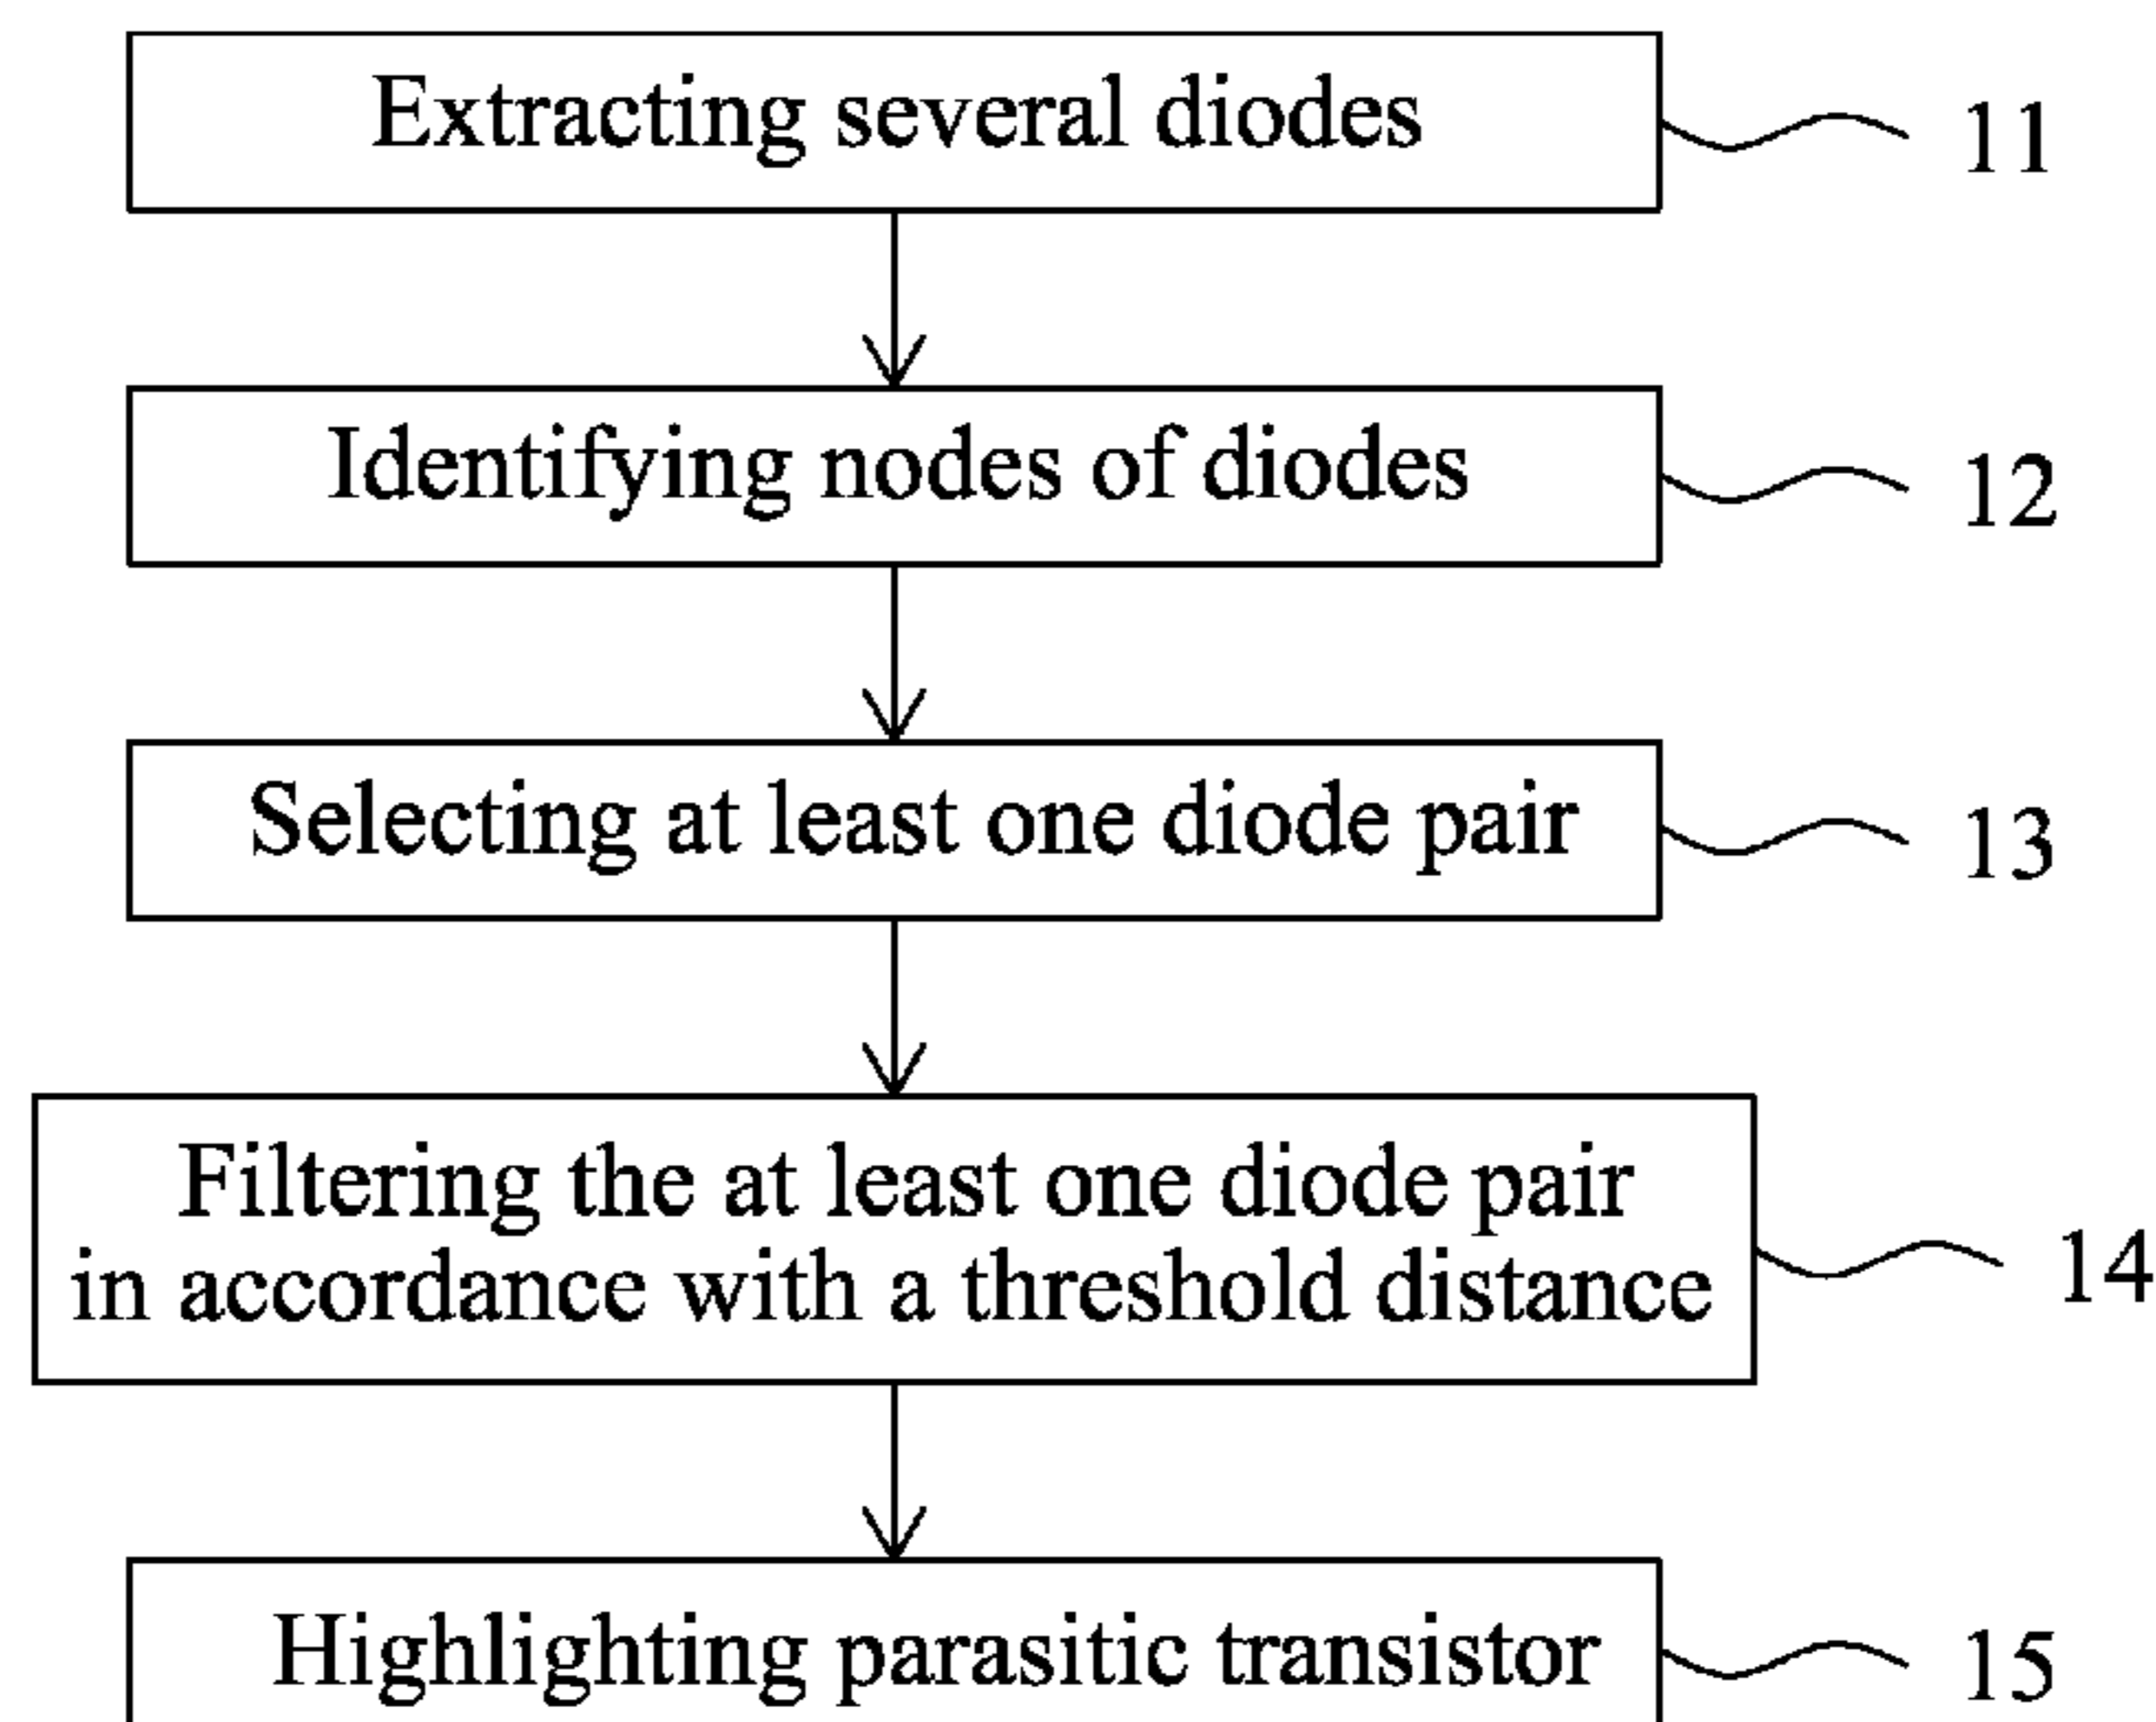 Extracting several diodes
11
Identifying nodes of diodes
12
Selecting at least one diode pair
13
Filtering the at least one diode pair
in accordance with a threshold distance
14
Highlighting parasitic transistor
15